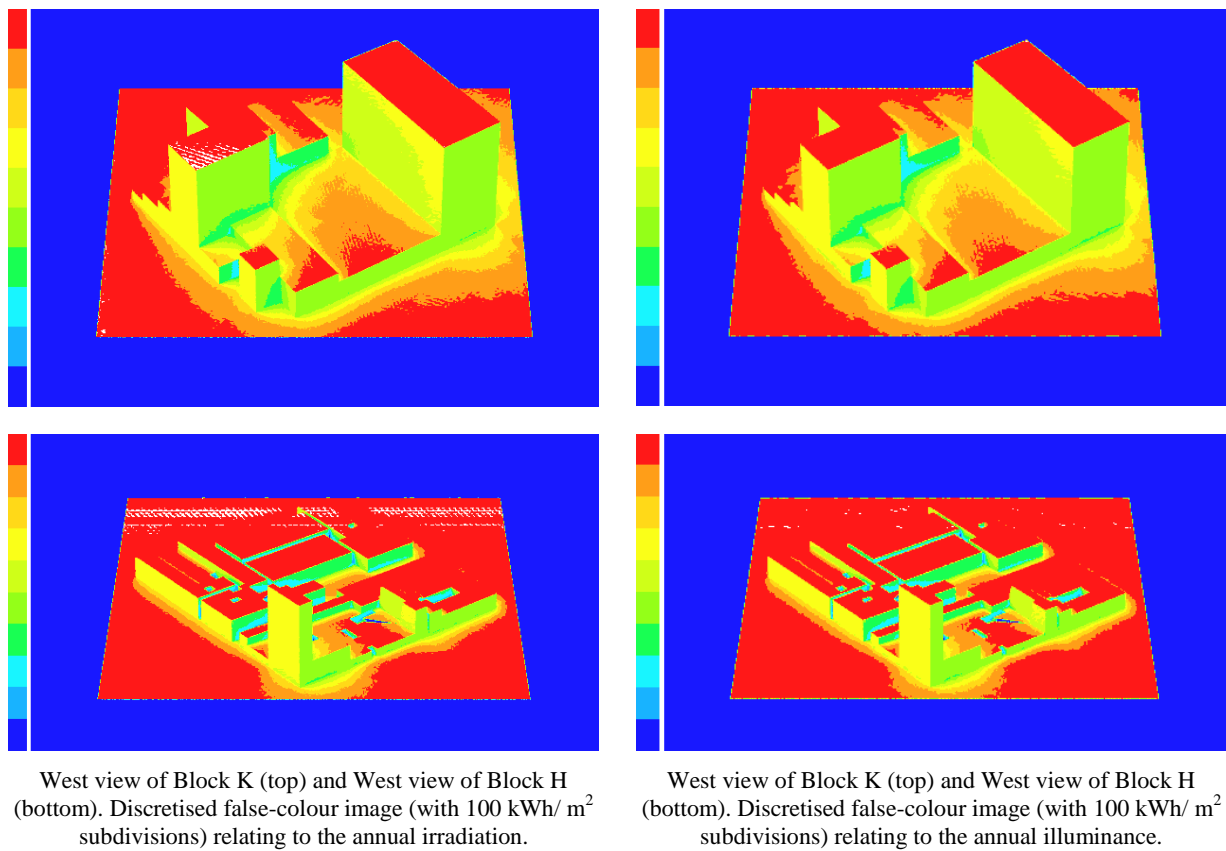 West view of Block K (top) and West view of Block H
(bottom). Discretised false-colour image (with 100 kWh/ m²
subdivisions) relating to the annual irradiation.
West view of Block K (top) and West view of Block H
(bottom). Discretised false-colour image (with 100 kWh/ m²
subdivisions) relating to the annual illuminance.